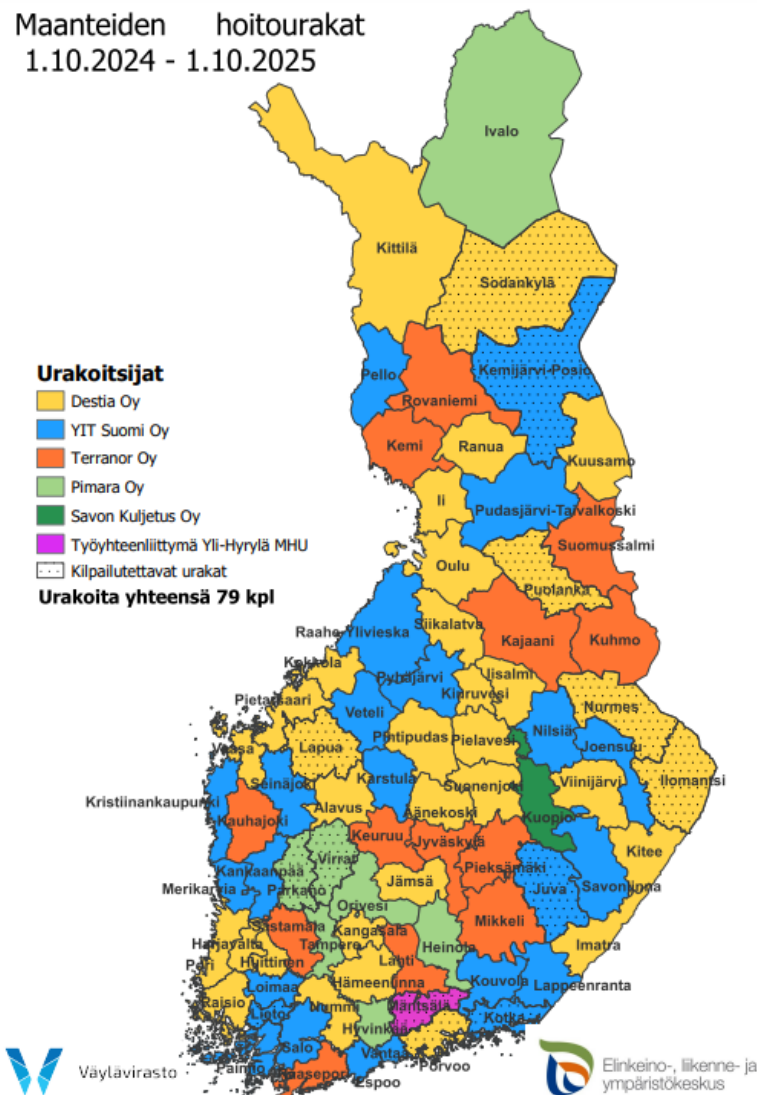 Maanteiden hoitourakat
1.10.2024 - 1.10.2025
Ivalo
Kittilä
Sodankylä
Urakoitsijat
Destia Oy
YIT Suomi Oy
Terranor Oy
Pimara Oy
Savon Kuljetus Oy
Työyhteenliittymä Yli-Hyrylä MHU
Kilpailutettavat urakat
Urakoita yhteensä 79 kpl
Pello
Kemijärvi-Posio
Rovaniemi
Kemi
Ranua
Kuusamo
Ii
Pudasjärvi-Taivalkoski
Suomussalmi
Oulu
Puolanka
Siikalatva
Raahe-Ylivieska
Kajaani
Kuhmo
Kokkola
Pyhäjärvi
Iisalmi
Kiuruvesi
Pietarsaari
Veteli
Nurmes
Nilsiä
Vaasa
Lapua
Pintipudas
Pielavesi
Joensuu
Ilomantsi
Seinäjoki
Karstula
Suonenjoki
Viinijärvi
Kristiinankaupunki
Alavus
Äänekoski
Kuopio
Kauhajoki
Keuruu
Jyväskylä
Kitee
Virrat
Pieksämäki
Kankaanpää
Jämsä
Merikarvia
Parkano
Juva
Savonlinna
Orivesi
Mikkeli
Sastamala
Kangasala
Imatra
Harjavalta
Tampere
Heinola
Pori
Huittinen
Lahti
Hämeenlinna
Kouvola
Lappeenranta
Loimaa
Raisio
Nummi
Mäntsälä
Lieto
Kotka
Hyvinkää
Salo
Vantaa
Porvoo
Paimio
Raasepori
Espoo
Väylävirasto
Elinkeino-, liikenne- ja
ympäristökeskus